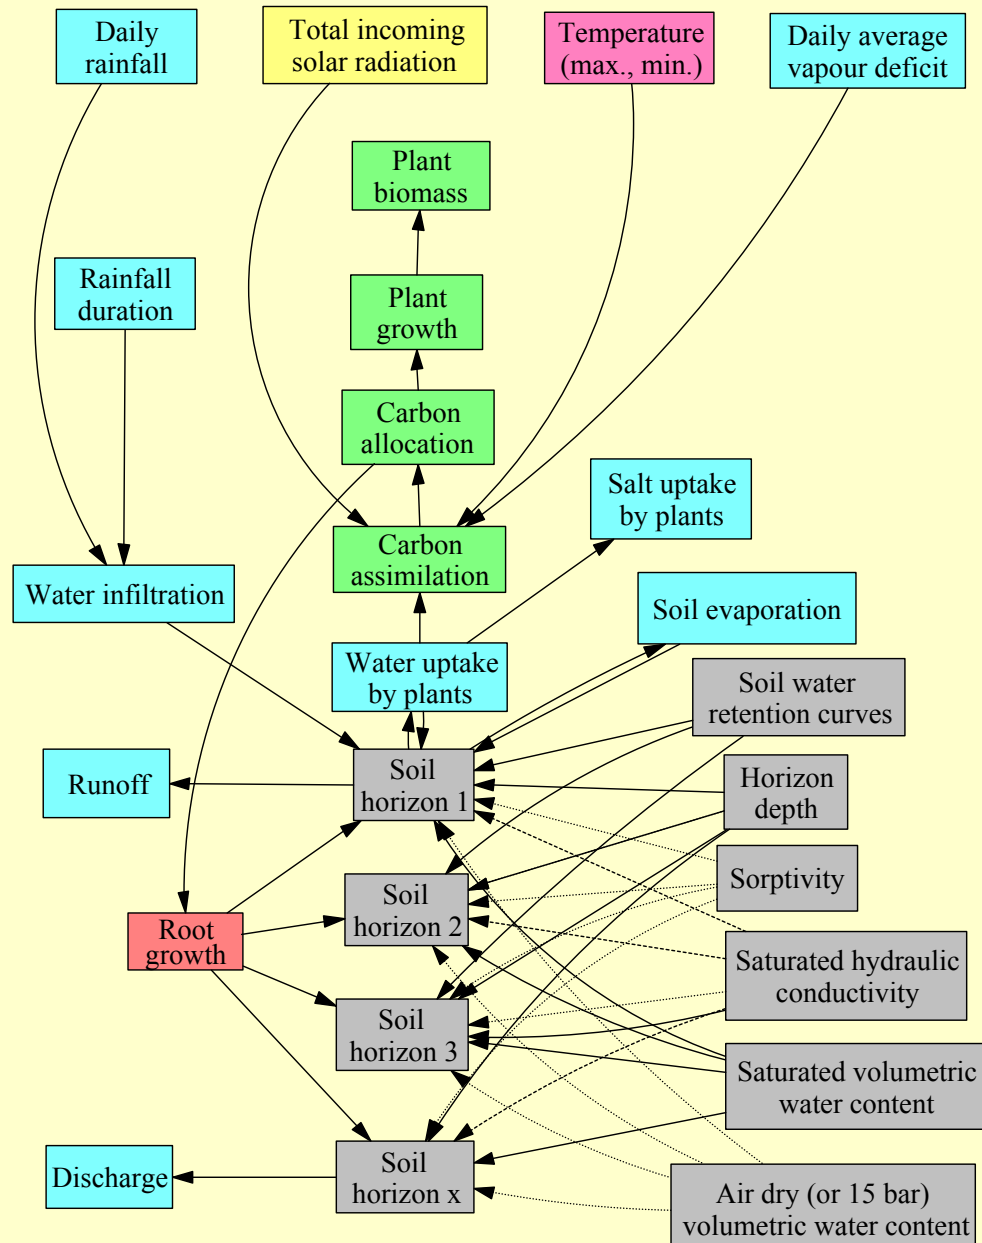 Daily
rainfall
Total incoming
solar radiation
Temperature
(max., min.)
Daily average
vapour deficit
Plant
biomass
Rainfall
duration
Plant
growth
Carbon
allocation
Salt uptake
by plants
Carbon
assimilation
Water infiltration
Soil evaporation
Water uptake
by plants
Soil water
retention curves
Runoff
Soil
horizon 1
Horizon
depth
Sorptivity
Soil
horizon 2
Root
growth
Saturated hydraulic
conductivity
Soil
horizon 3
Saturated volumetric
water content
Discharge
Soil
horizon x
Air dry (or 15 bar)
volumetric water content